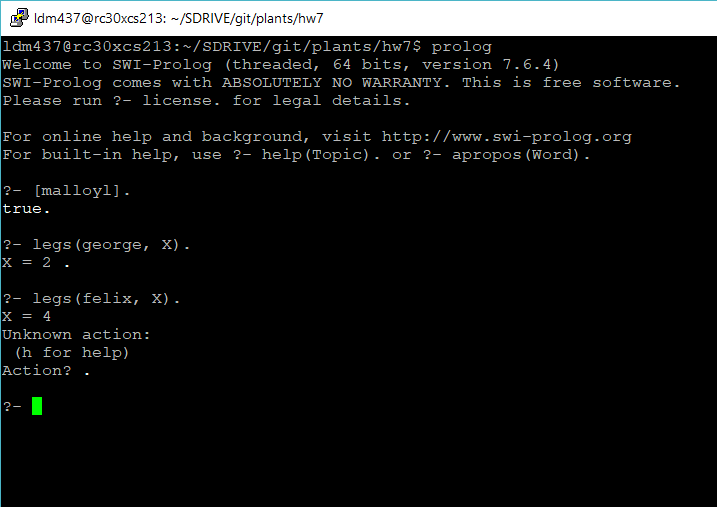 ldm437@rc30xcs213: ~/SDRIVE/git/plants/hw7
ldm437@rc30xcs213:~/SDRIVE/git/plants/hw7$ prolog
Welcome to SWI-Prolog (threaded, 64 bits, version 7.6.4)
SWI-Prolog comes with ABSOLUTELY NO WARRANTY. This is free software.
Please run ?- license. for legal details.
For online help and background, visit http://www.swi-prolog.org
For built-in help, use ?- help(Topic). or ?- apropos(Word).
?- [malloyl].
true.
?- legs(george, X).
X = 2 .
?- legs(felix, X).
X = 4
Unknown action:
(h for help)
Action? .
?-